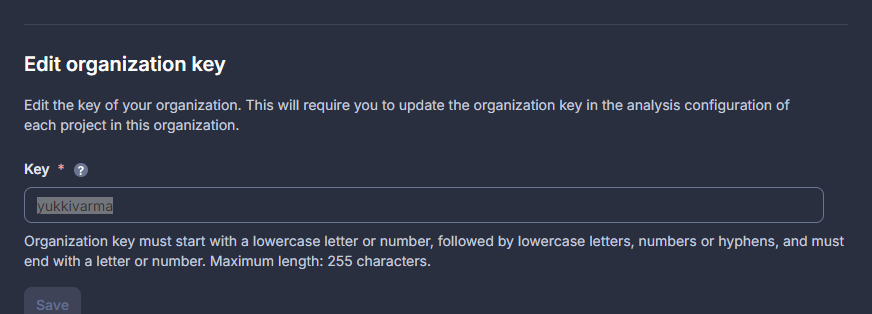 Edit organization key
Edit the key of your organization. This will require you to update the organization key in the analysis configuration of
each project in this organization.
Key * ?
yukkivarma
Organization key must start with a lowercase letter or number, followed by lowercase letters, numbers or hyphens, and must
end with a letter or number. Maximum length: 255 characters.
Save